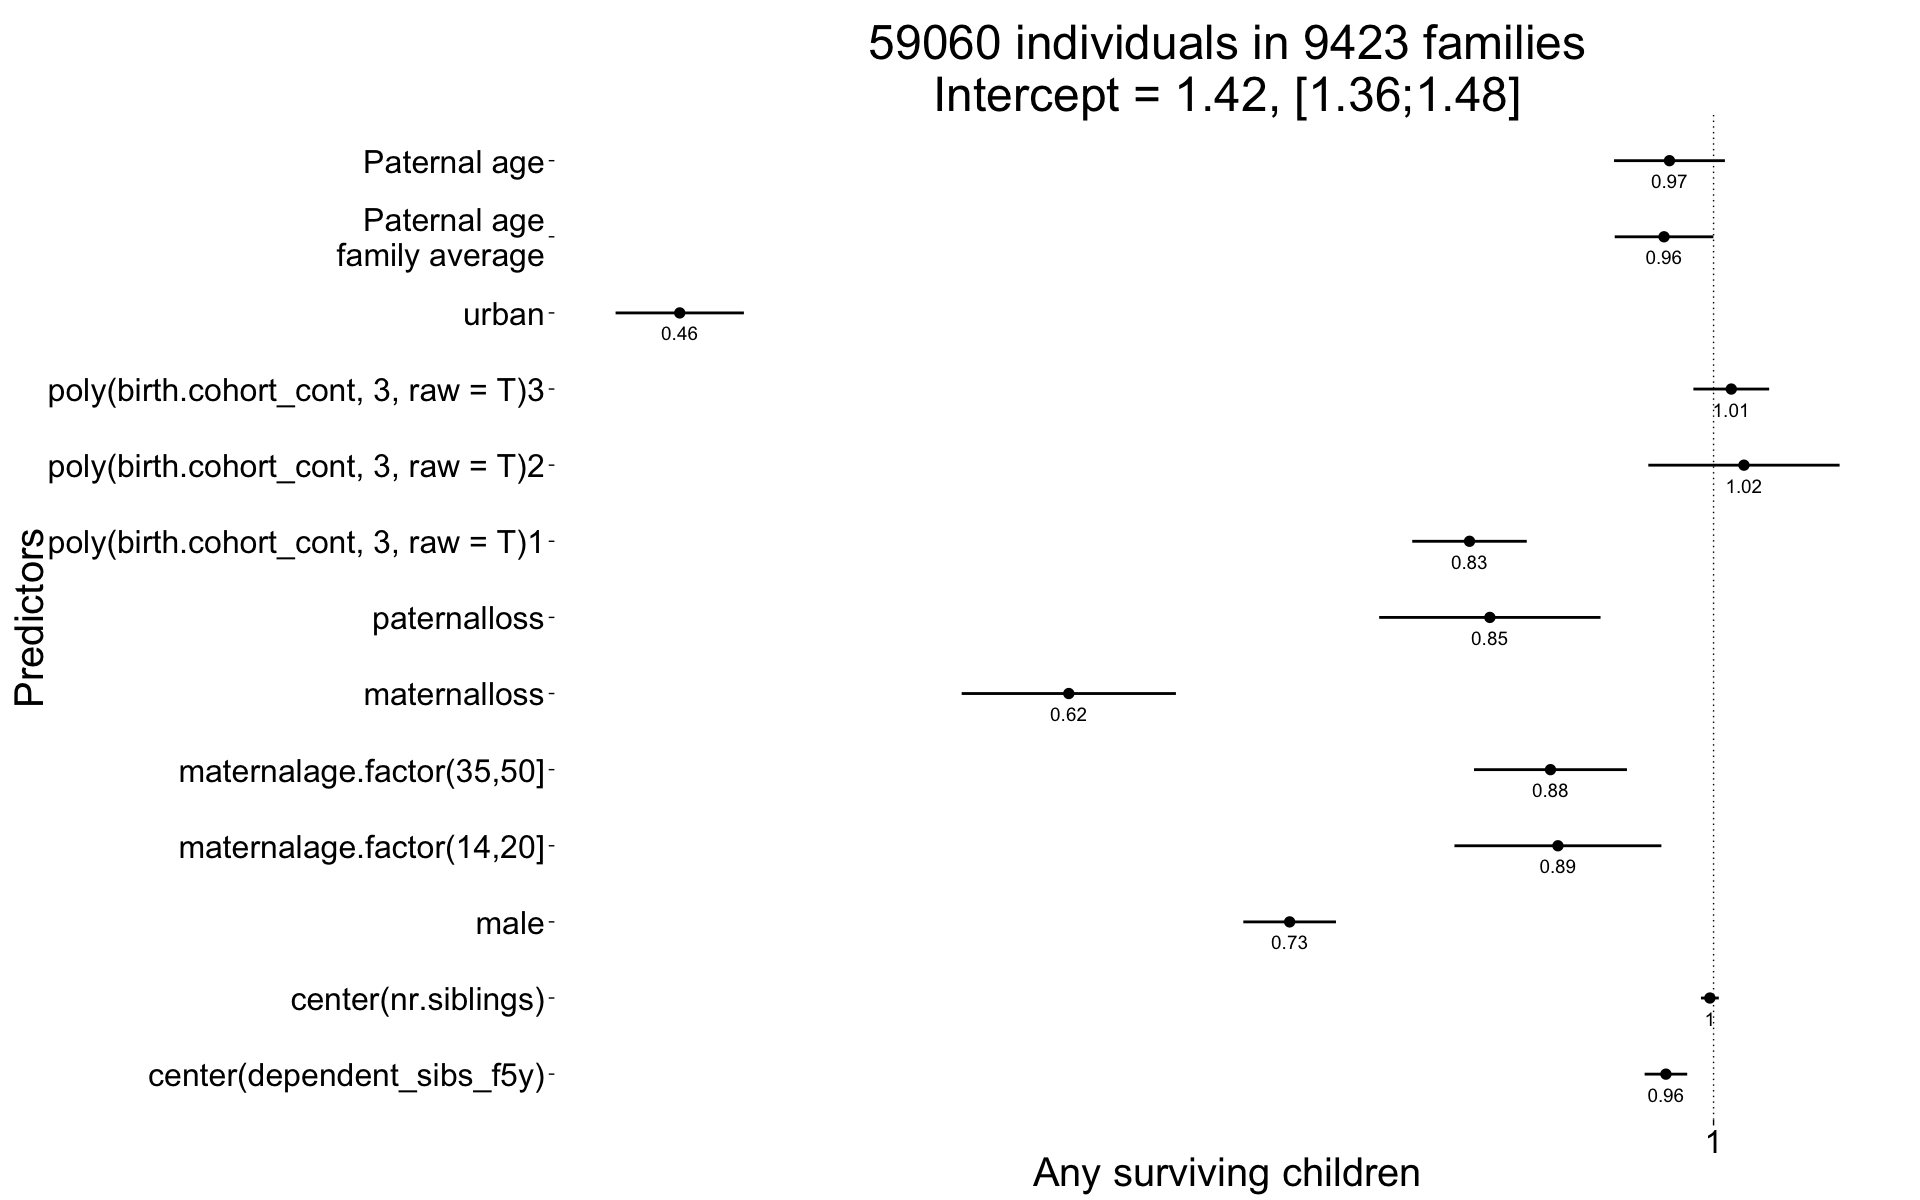 59060 individuals in 9423 families
Intercept = 1.42, [1.36;1.48]
Paternal age
0.97
Paternal age
family average
0.96
urban
0.46
poly(birth.cohort_cont, 3, raw = T)3
1.01
poly(birth.cohort_cont, 3, raw = T)2
1.02
poly(birth.cohort_cont, 3, raw = T)1
0.83
paternalloss
0.85
maternalloss
0.62
maternalage.factor(35,50]
0.88
maternalage.factor(14,20]
0.89
male
0.73
center(nr.siblings)
1
center(dependent_sibs_f5y)
0.96
Predictors
1
Any surviving children